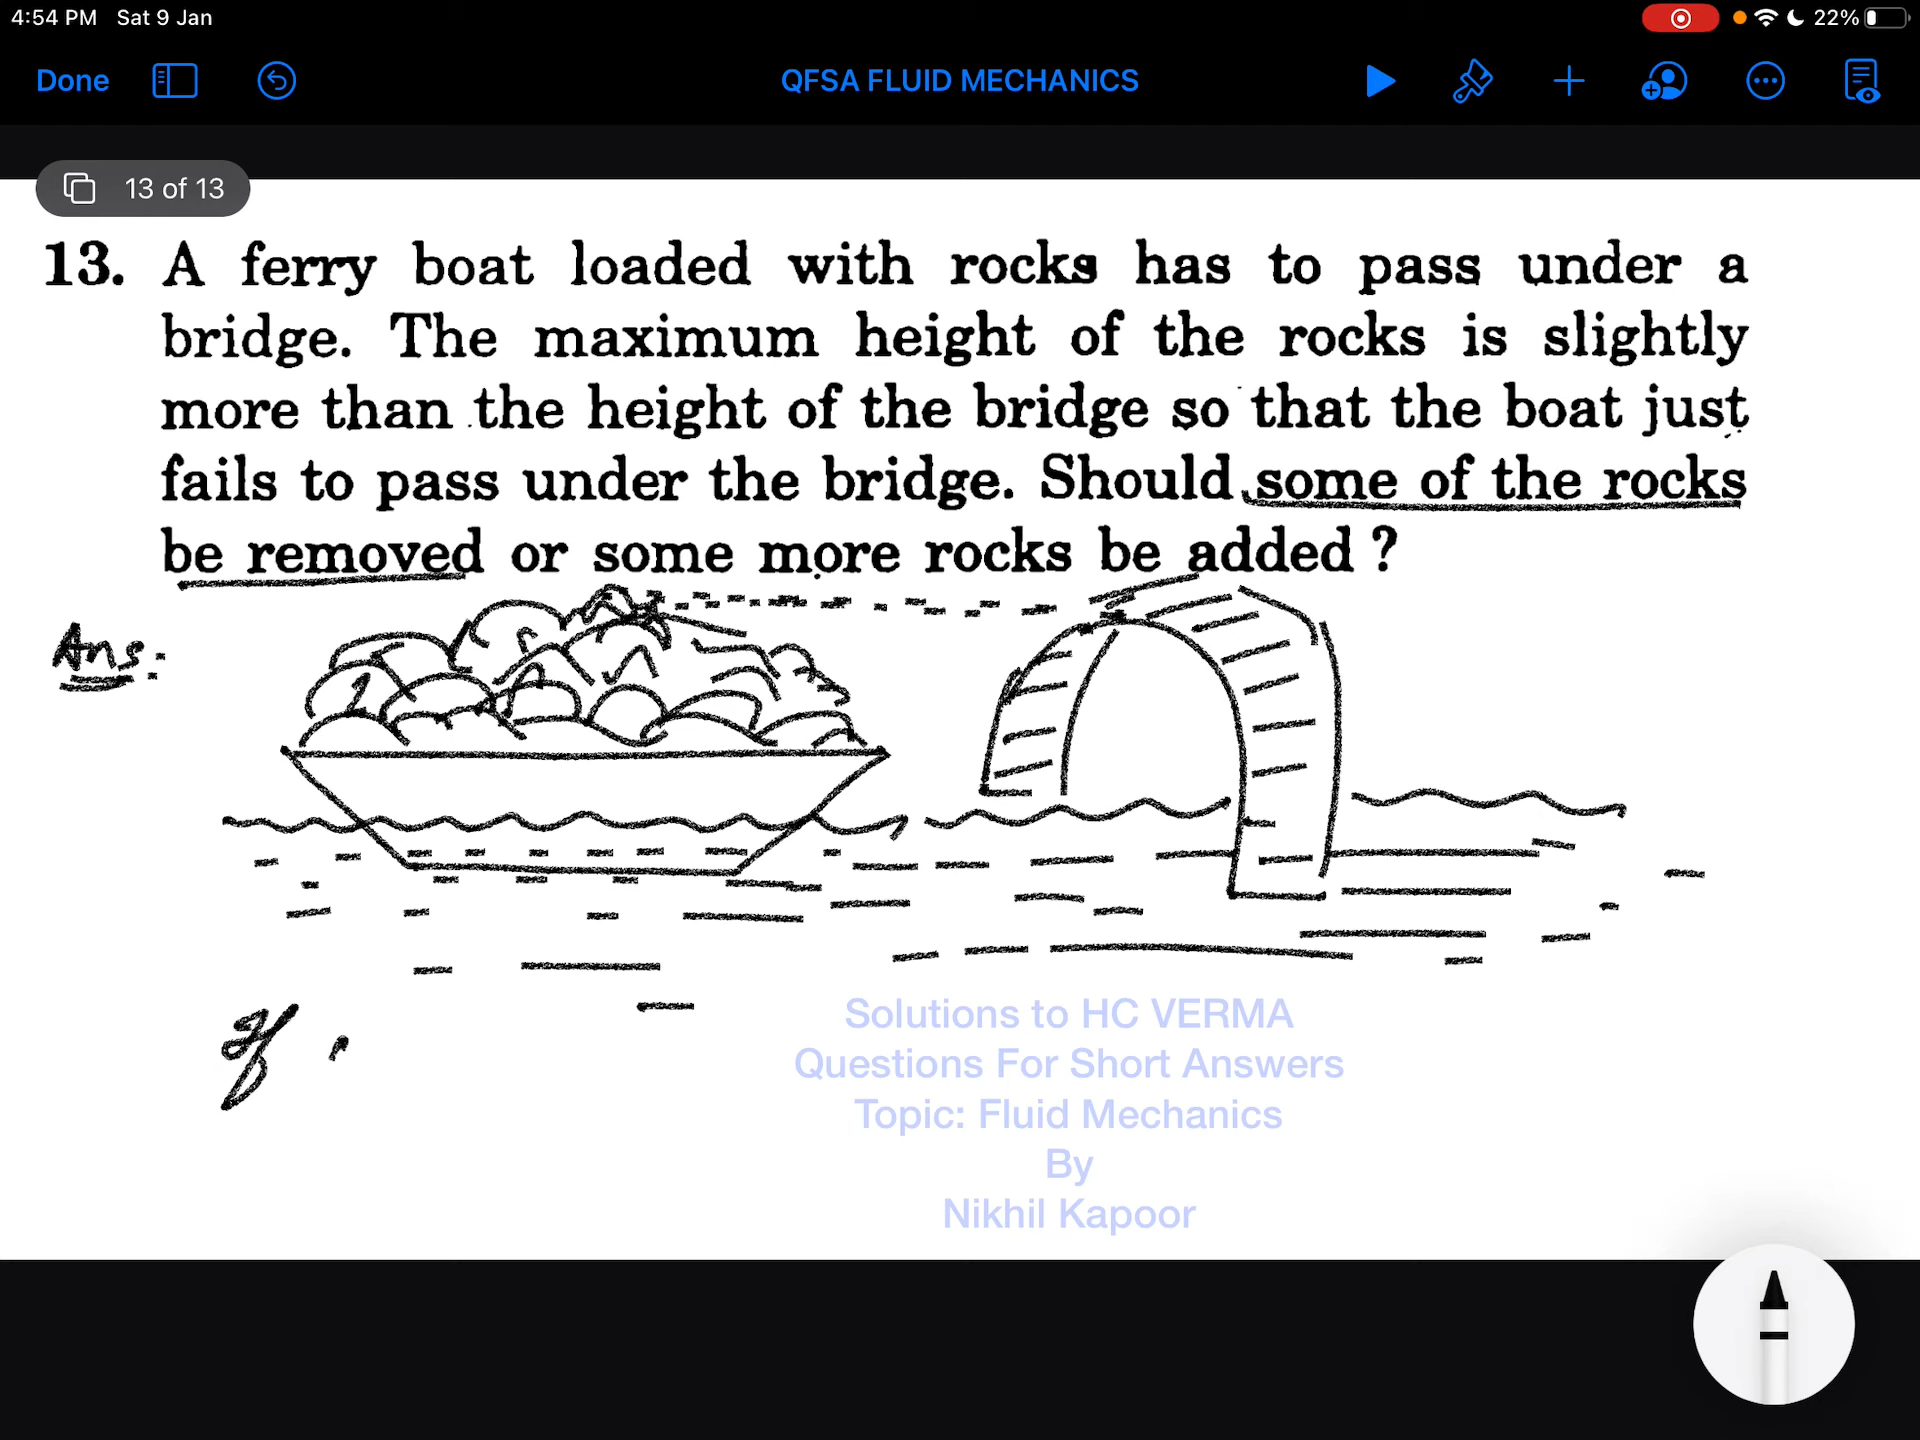 4:54 PM Sat 9 Jan
22%
Done
QFSA FLUID MECHANICS
13 of 13
13. A ferry boat loaded with rocks has to pass under a
bridge. The maximum height of the rocks is slightly
more than the height of the bridge so that the boat just
fails to pass under the bridge. Should some of the rocks
be removed or some more rocks be added ?
Ans:
If
Solutions to HC VERMA
Questions For Short Answers
Topic: Fluid Mechanics
By
Nikhil Kapoor